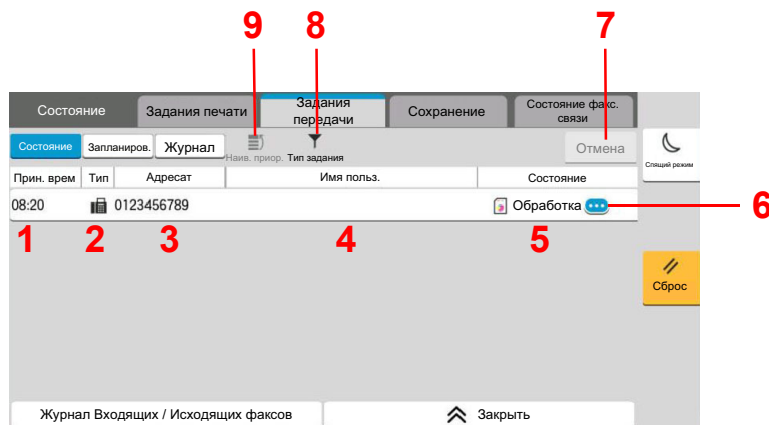 9 8 7
Состояние Задания печати Задания передачи Сохранение Состояние факс. связи
Состояние Запланиров. Журнал Наив. приор. Тип задания Отмена
Спящий режим
Прин. врем Тип Адресат Имя польз. Состояние
08:20 0123456789 Обработка
6
1 2 3 4 5
Сброс
Журнал Входящих / Исходящих факсов Закрыть